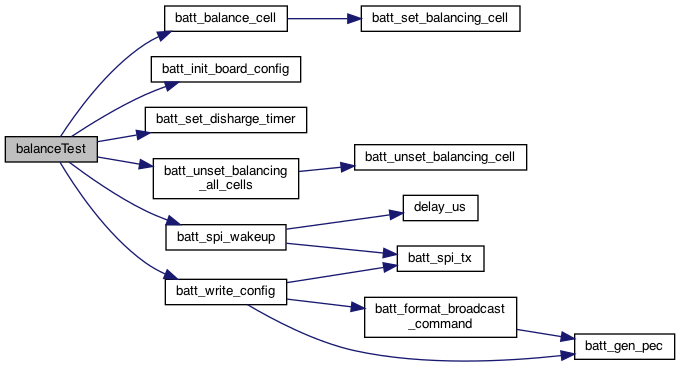 balanceTest
batt_balance_cell
batt_set_balancing_cell
batt_init_board_config
batt_set_disharge_timer
batt_unset_balancing
_all_cells
batt_unset_balancing_cell
batt_spi_wakeup
delay_us
batt_spi_tx
batt_write_config
batt_format_broadcast
_command
batt_gen_pec